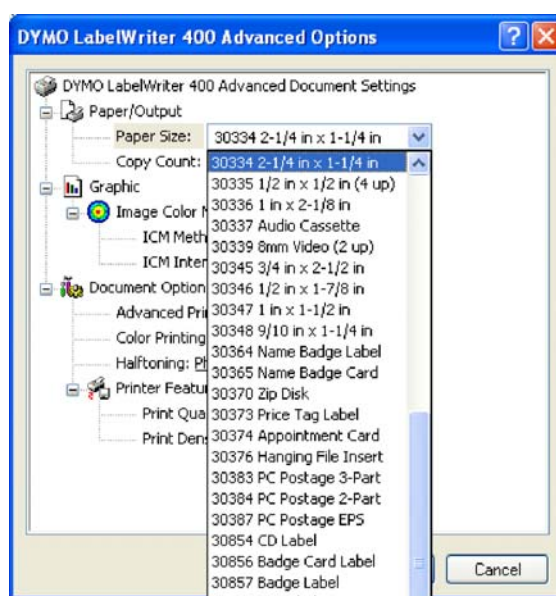 DYMO LabelWriter 400 Advanced Options
DYMO LabelWriter 400 Advanced Document Settings
Paper/Output
Paper Size: 30334 2-1/4 in x 1-1/4 in
Copy Count:
30334 2-1/4 in x 1-1/4 in
30335 1/2 in x 1/2 in (4 up)
30336 1 in x 2-1/8 in
30337 Audio Cassette
30339 8mm Video (2 up)
30345 3/4 in x 2-1/2 in
30346 1/2 in x 1-7/8 in
30347 1 in x 1-1/2 in
30348 9/10 in x 1-1/4 in
30364 Name Badge Label
30365 Name Badge Card
30370 Zip Disk
30373 Price Tag Label
30374 Appointment Card
30376 Hanging File Insert
30383 PC Postage 3-Part
30384 PC Postage 2-Part
30387 PC Postage EPS
30854 CD Label
30856 Badge Card Label
30857 Badge Label
Graphic
Image Color
ICM Meth
ICM Inter
Document Option
Advanced Pri
Color Printing
Halftoning: Ph
Printer Featu
Print Qua
Print Dens
Cancel